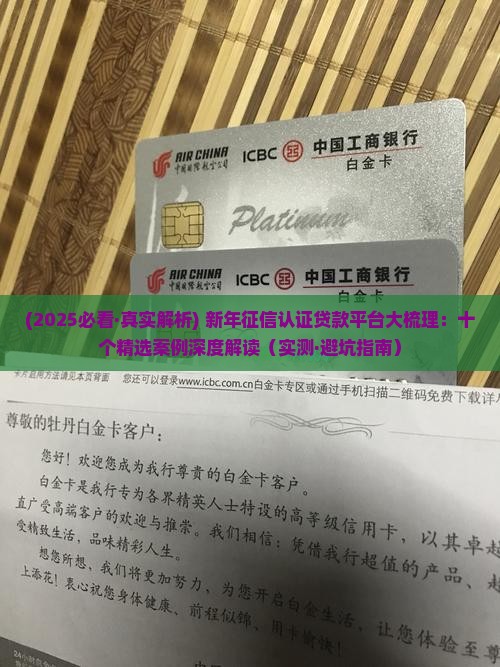 AIR CHINA
中国国际航空公司
ICBC 中国工商银行
白金卡
Platinum
AIR CHINA
中国国际航空公司
ICBC 中国工商银行
白金卡
(2025必看·真实解析) 新年征信认证贷款平台大梳理：十
个精选案例深度解读（实测·避坑指南）
卡片启用方法请见本页背面
您还可以登录www.icbc.com.cn白金卡专区或通过手机扫描二维码免费下载详
尊敬的牡丹白金卡客户：
您好！欢迎您成为我行尊贵的白金卡客户。
白金卡是我行专为各界精英人士特设的高等级信用卡，以其卓越
直广受高端客户的欢迎与推崇。我们相信：凭借我行超值的产品、超
受精致生活，品味精彩人生。
想您所想，我们将更加努力，为您开启白金生活，让您体验至尊
上添花！衷心祝您身体健康、前程似锦、用卡愉快！
24小时